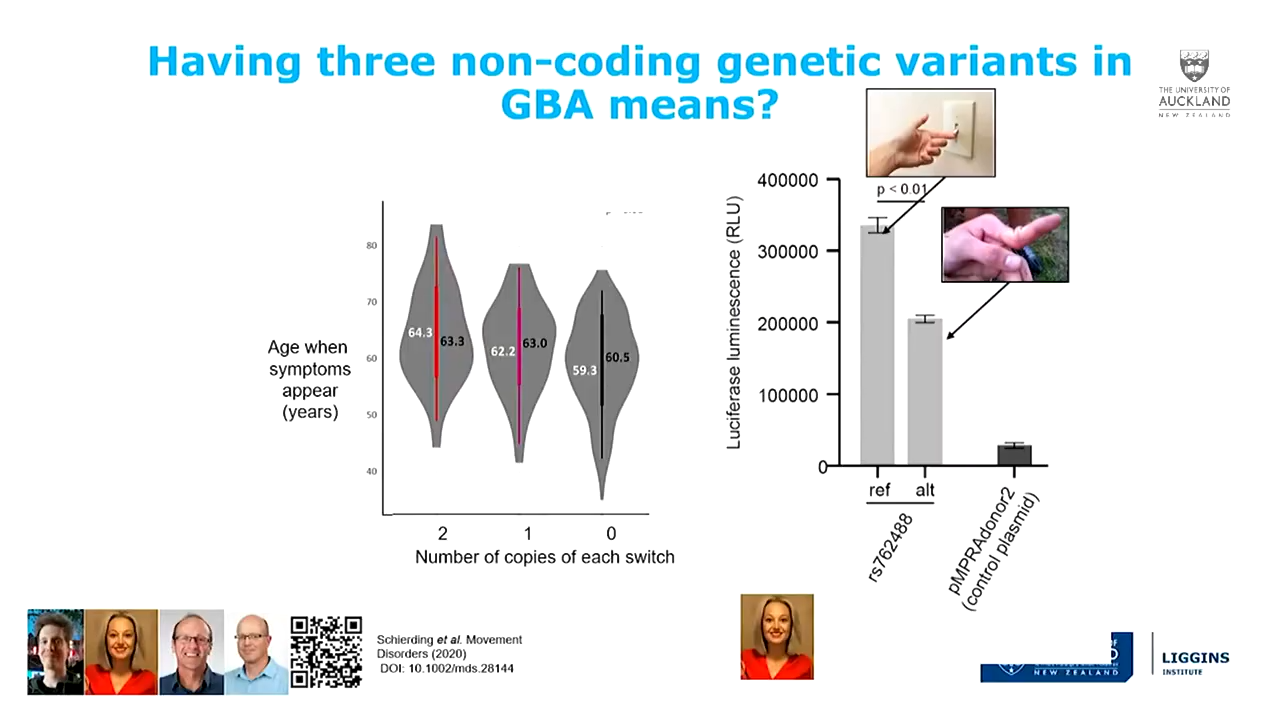 Having three non-coding genetic variants in
GBA means?
THE UNIVERSITY OF
AUCKLAND
NEW ZEALAND
80
70
60
50
40
64.3
63.3
62.2
63.0
59.3
60.5
Age when
symptoms
appear
(years)
2 1 0
Number of copies of each switch
Luciferase luminescence (RLU)
400000
300000
200000
100000
0
p < 0.01
ref alt
rs762488
pMPRAdonor2
(control plasmid)
Schierding et al. Movement
Disorders (2020)
DOI: 10.1002/mds.28144
NEW ZEALAND
LIGGINS
INSTITUTE